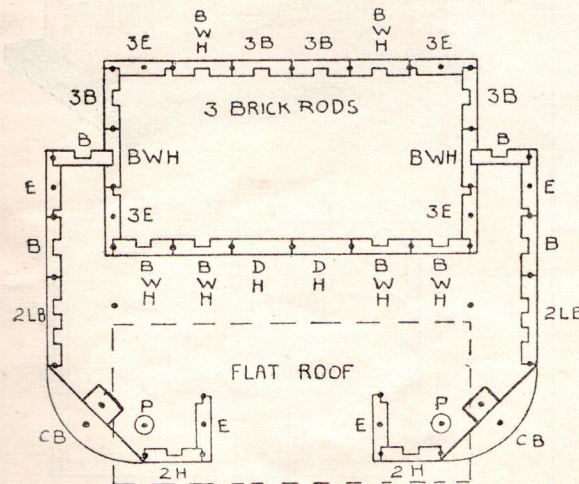 3E B W H 3B 3B B W H 3E
3B 3 BRICK RODS 3B
B BWH BWH B
E 3E 3E E
B B W H B W H D H D H B W H B W H B
2LB 2LB
FLAT ROOF
P P
E E
CB CB
2H 2H